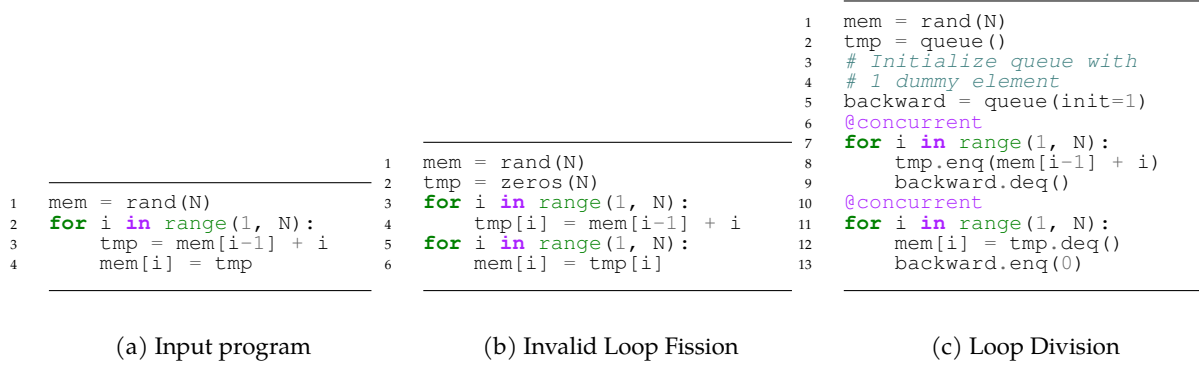 1 mem = rand(N)
2 for i in range(1, N):
3     tmp = mem[i-1] + i
4     mem[i] = tmp
(a) Input program
1 mem = rand(N)
2 tmp = zeros(N)
3 for i in range(1, N):
4     tmp[i] = mem[i-1] + i
5 for i in range(1, N):
6     mem[i] = tmp[i]
(b) Invalid Loop Fission
1 mem = rand(N)
2 tmp = queue()
3 # Initialize queue with
4 # 1 dummy element
5 backward = queue(init=1)
6 @concurrent
7 for i in range(1, N):
8     tmp.enq(mem[i-1] + i)
9     backward.deq()
10 @concurrent
11 for i in range(1, N):
12     mem[i] = tmp.deq()
13     backward.enq(0)
(c) Loop Division